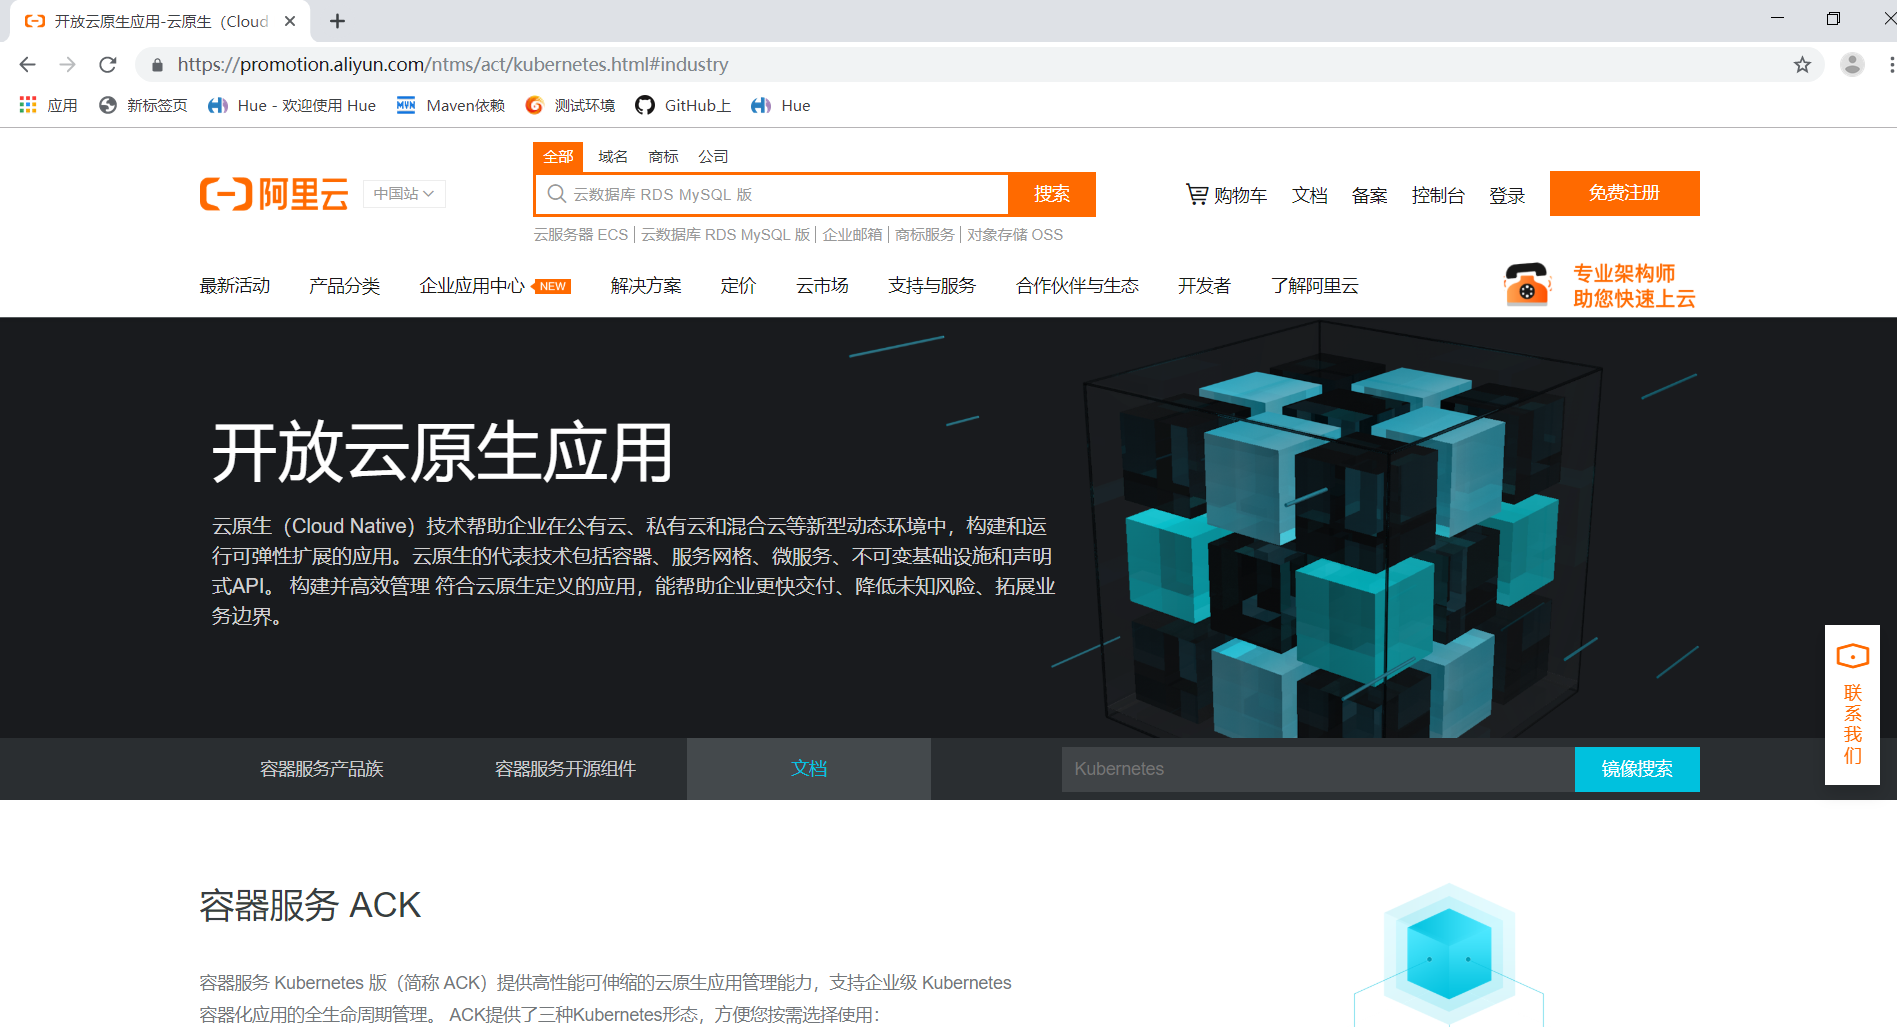 开放云原生应用-云原生（Cloud
https://promotion.aliyun.com/ntms/act/kubernetes.html#industry
应用 新标签页 Hue - 欢迎使用 Hue Maven依赖 测试环境 GitHub上 Hue
全部 域名 商标 公司
阿里云 中国站 云数据库 RDS MySQL 版 搜索 购物车 文档 备案 控制台 登录 免费注册
云服务器 ECS | 云数据库 RDS MySQL 版 | 企业邮箱 | 商标服务 | 对象存储 OSS
最新活动 产品分类 企业应用中心 NEW 解决方案 定价 云市场 支持与服务 合作伙伴与生态 开发者 了解阿里云
专业架构师
助您快速上云
开放云原生应用
云原生（Cloud Native）技术帮助企业在公有云、私有云和混合云等新型动态环境中，构建和运
行可弹性扩展的应用。云原生的代表技术包括容器、服务网格、微服务、不可变基础设施和声明
式API。 构建并高效管理 符合云原生定义的应用，能帮助企业更快交付、降低未知风险、拓展业
务边界。
联系我们
容器服务产品族 容器服务开源组件 文档 Kubernetes 镜像搜索
容器服务 ACK
容器服务 Kubernetes 版（简称 ACK）提供高性能可伸缩的云原生应用管理能力，支持企业级 Kubernetes
容器化应用的全生命周期管理。 ACK提供了三种Kubernetes形态，方便您按需选择使用：